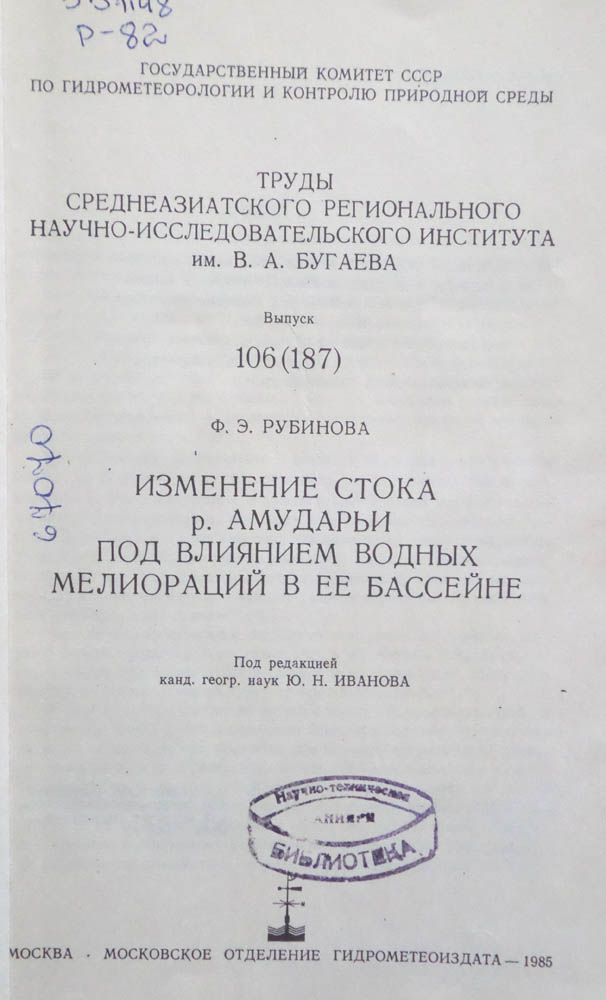 Р-82
ГОСУДАРСТВЕННЫЙ КОМИТЕТ СССР
ПО ГИДРОМЕТЕОРОЛОГИИ И КОНТРОЛЮ ПРИРОДНОЙ СРЕДЫ
ТРУДЫ
СРЕДНЕАЗИАТСКОГО РЕГИОНАЛЬНОГО
НАУЧНО-ИССЛЕДОВАТЕЛЬСКОГО ИНСТИТУТА
им. В. А. БУГАЕВА
Выпуск
106 (187)
Ф. Э. РУБИНОВА
ИЗМЕНЕНИЕ СТОКА
р. АМУДАРЬИ
ПОД ВЛИЯНИЕМ ВОДНЫХ
МЕЛИОРАЦИЙ В ЕЕ БАССЕЙНЕ
Под редакцией
канд. геогр. наук Ю. Н. ИВАНОВА
Научно-техническая
БИБЛИОТЕКА
МОСКВА · МОСКОВСКОЕ ОТДЕЛЕНИЕ ГИДРОМЕТЕОИЗДАТА — 1985